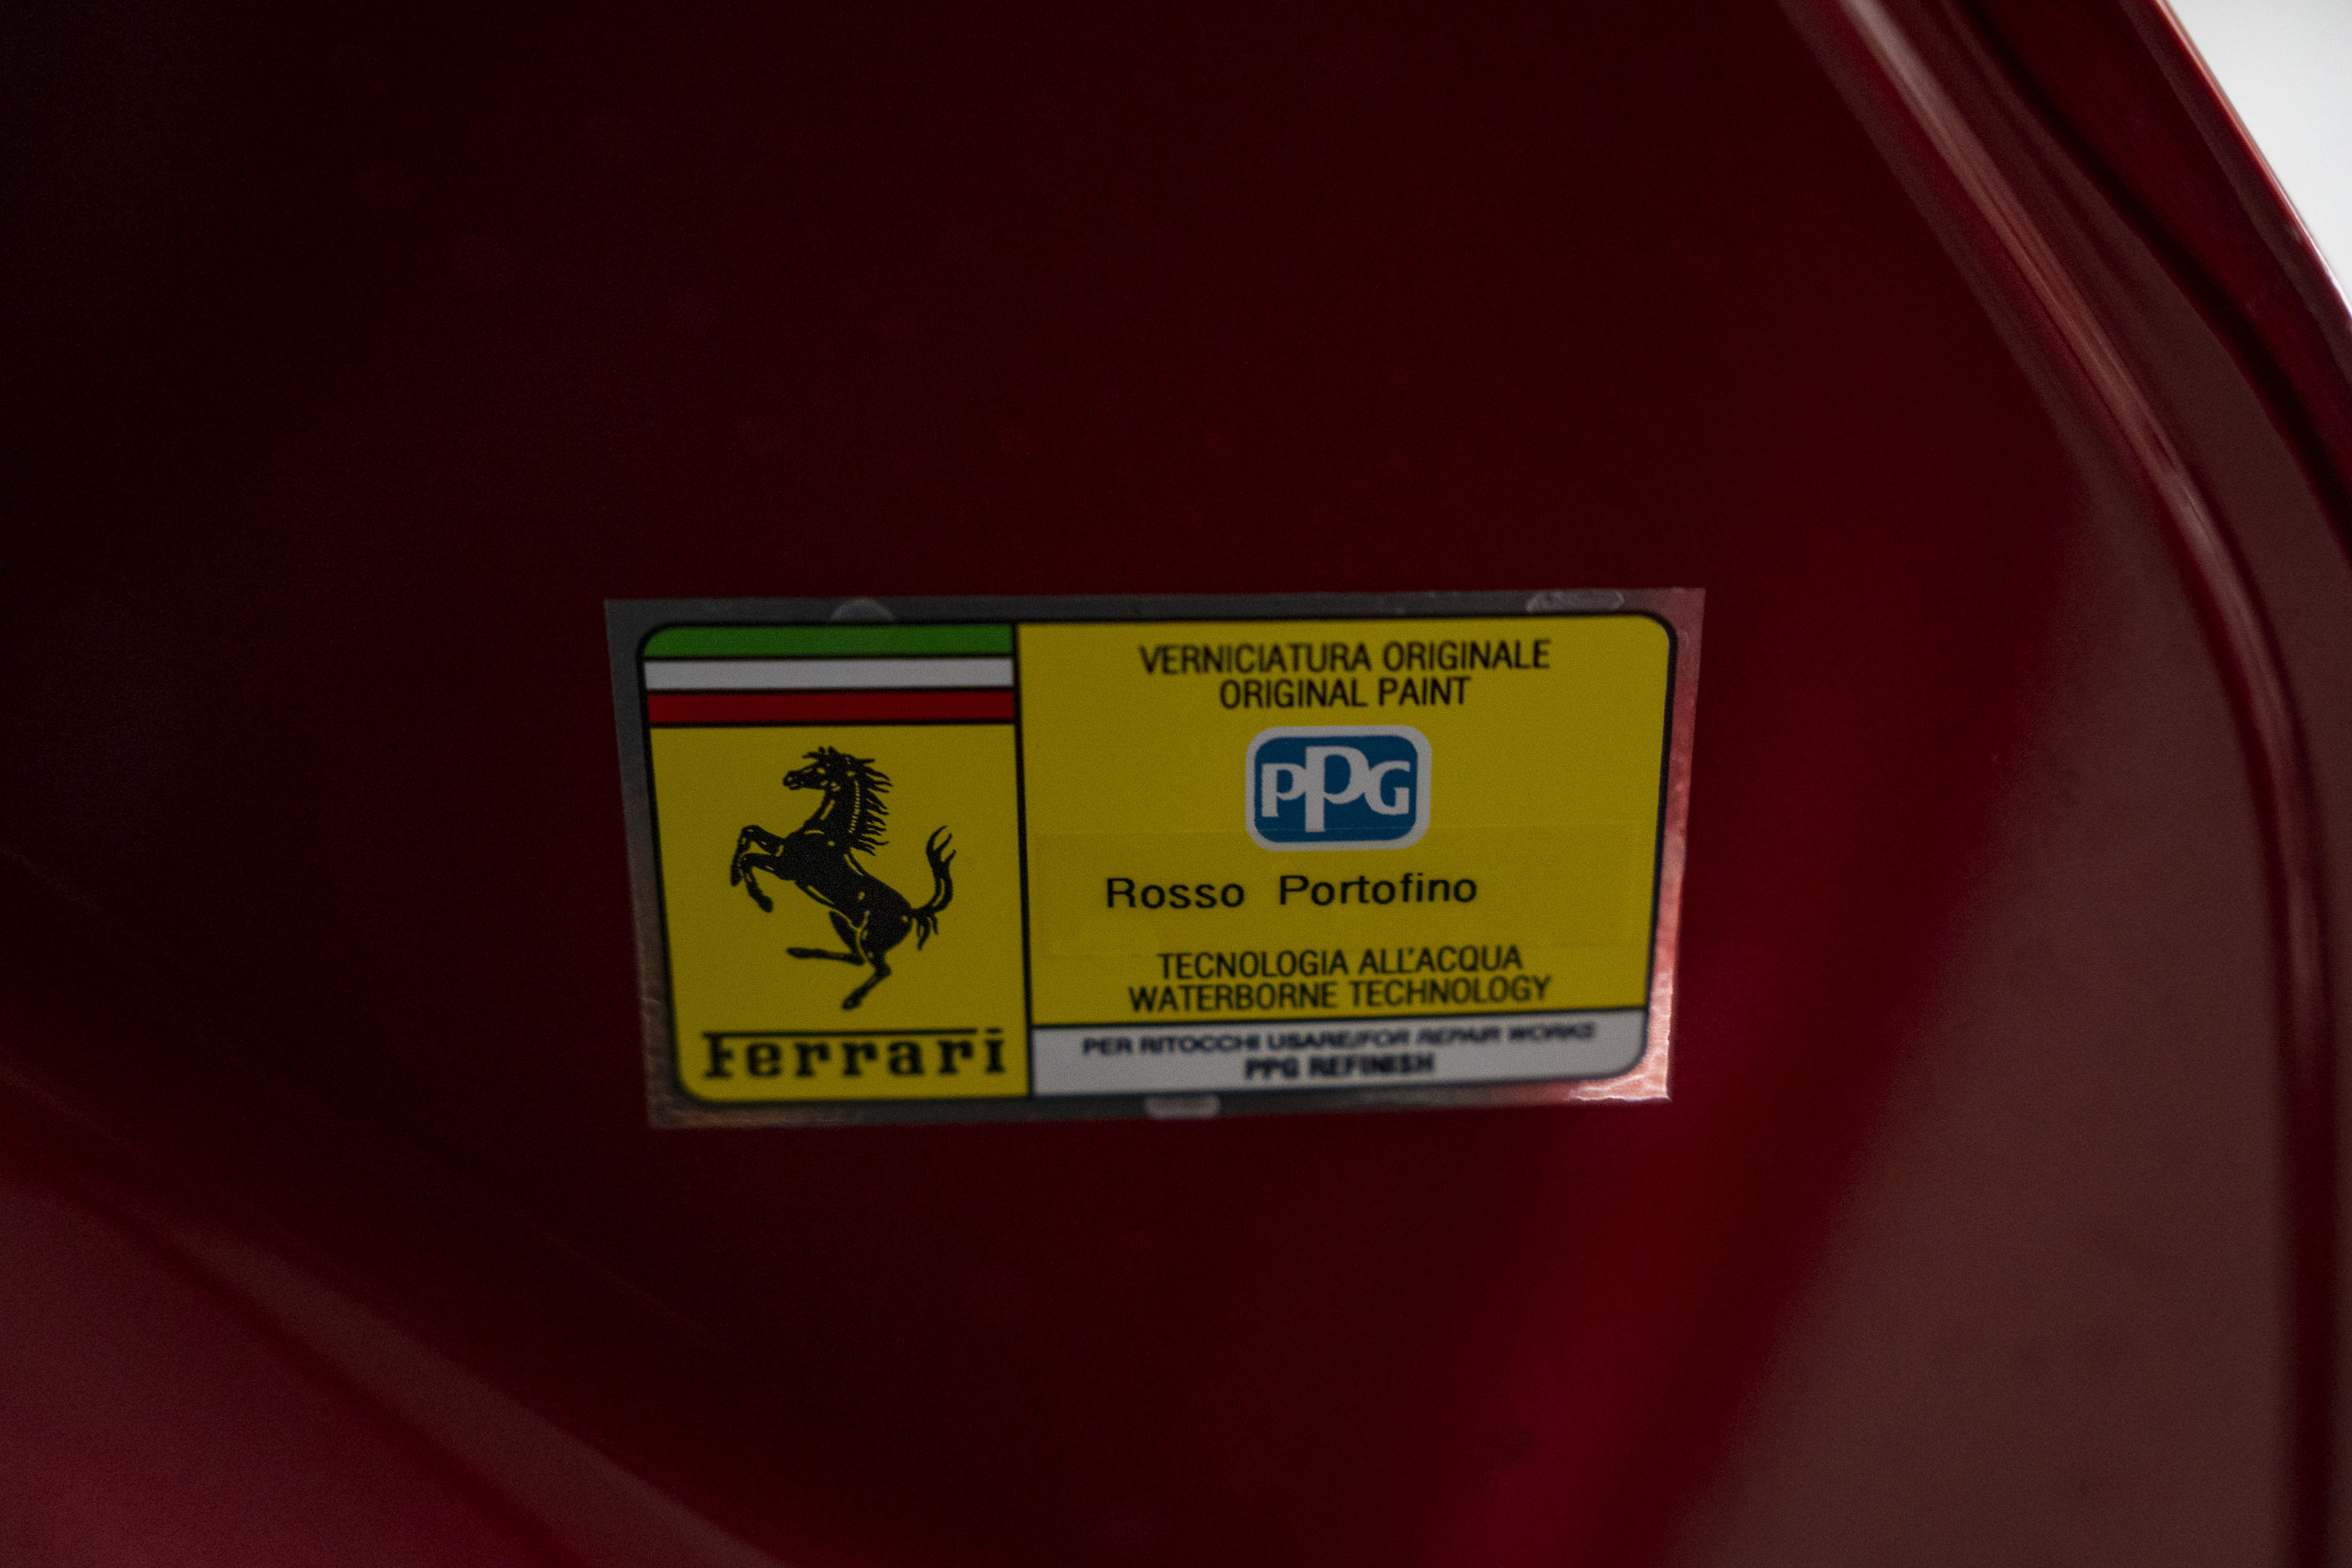 VERNICIATURA ORIGINALE
ORIGINAL PAINT
PPG
Rosso Portofino
TECNOLOGIA ALL'ACQUA
WATERBORNE TECHNOLOGY
PER RITOCCHI USARE/FOR REPAIR WORKS
PPG REFINISH
Ferrari